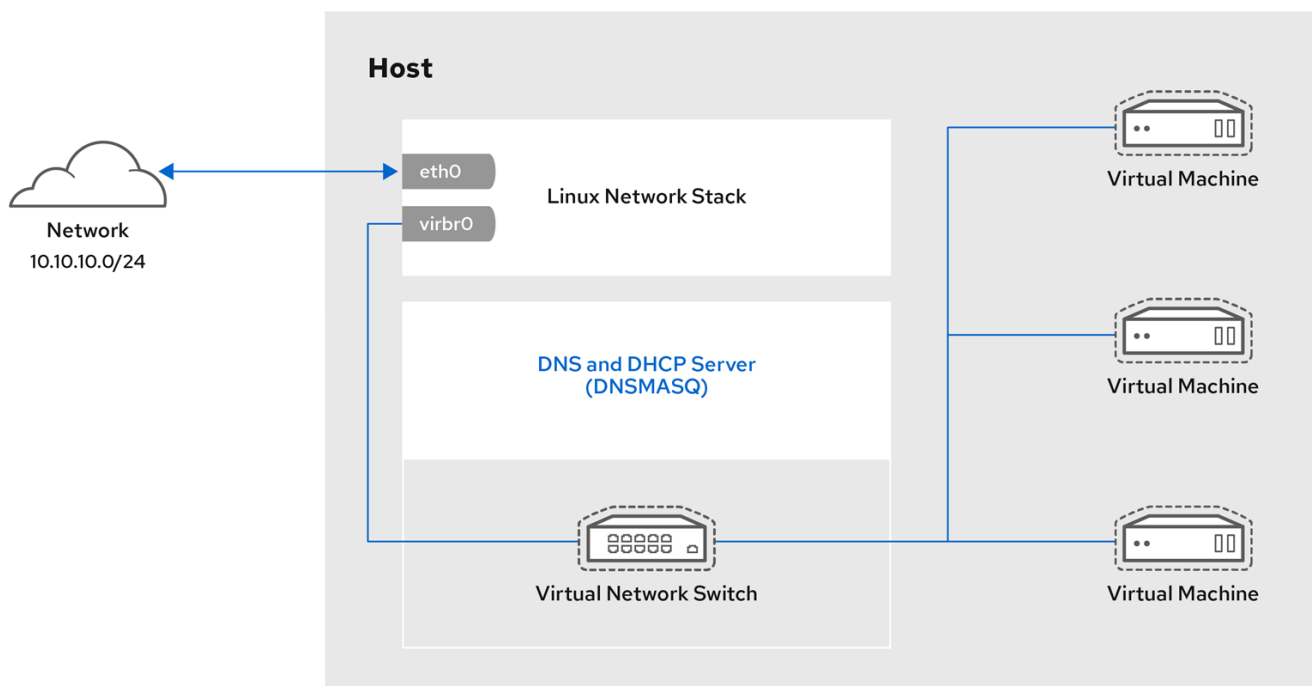 Host
eth0
Linux Network Stack
virbr0
Network
10.10.10.0/24
DNS and DHCP Server
(DNSMASQ)
Virtual Network Switch
Virtual Machine
Virtual Machine
Virtual Machine